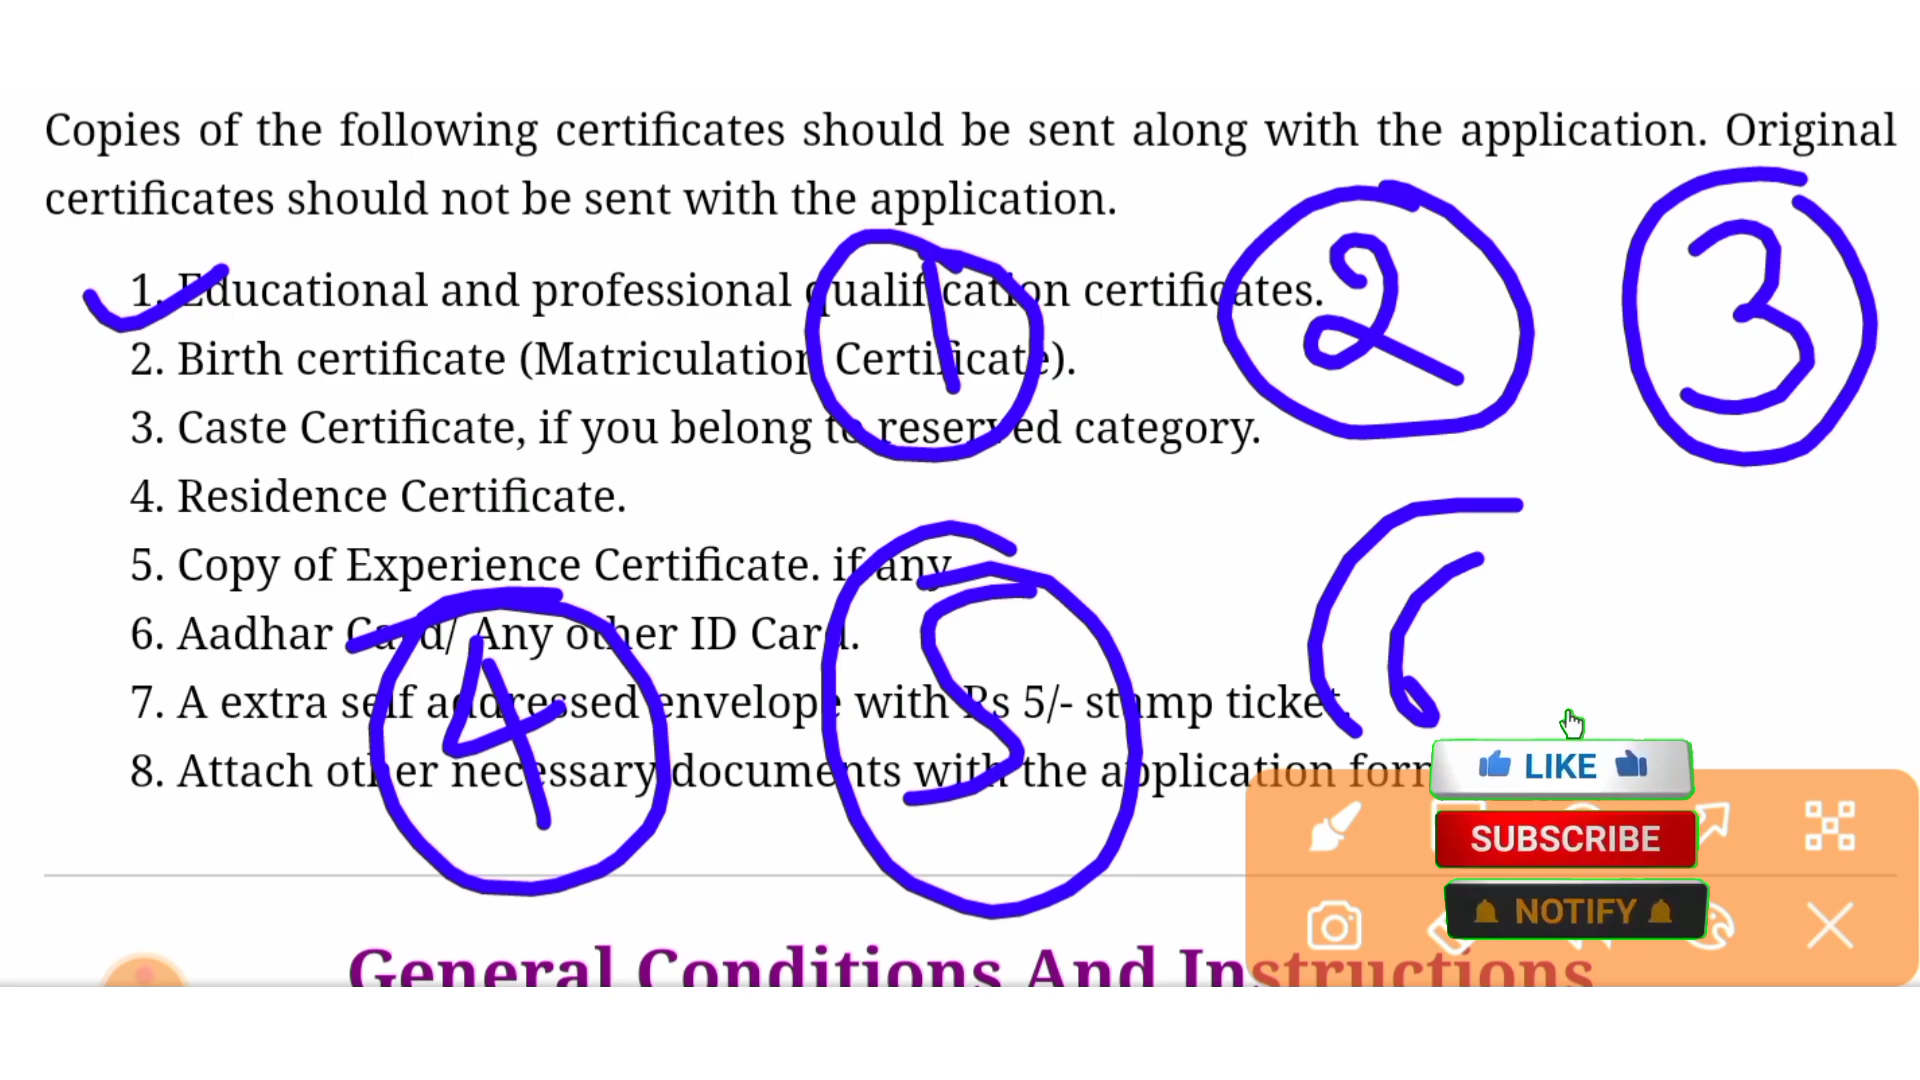 Copies of the following certificates should be sent along with the application. Original
certificates should not be sent with the application.
1. Educational and professional qualification certificates.
2. Birth certificate (Matriculation Certificate).
3. Caste Certificate, if you belong to reserved category.
4. Residence Certificate.
5. Copy of Experience Certificate. if any
6. Aadhar Card/ Any other ID Card.
7. A extra self addressed envelope with Rs 5/- stamp ticket.
8. Attach other necessary documents with the application form
1 2 3
4 5 6
LIKE
SUBSCRIBE
NOTIFY
General Conditions And Instructions